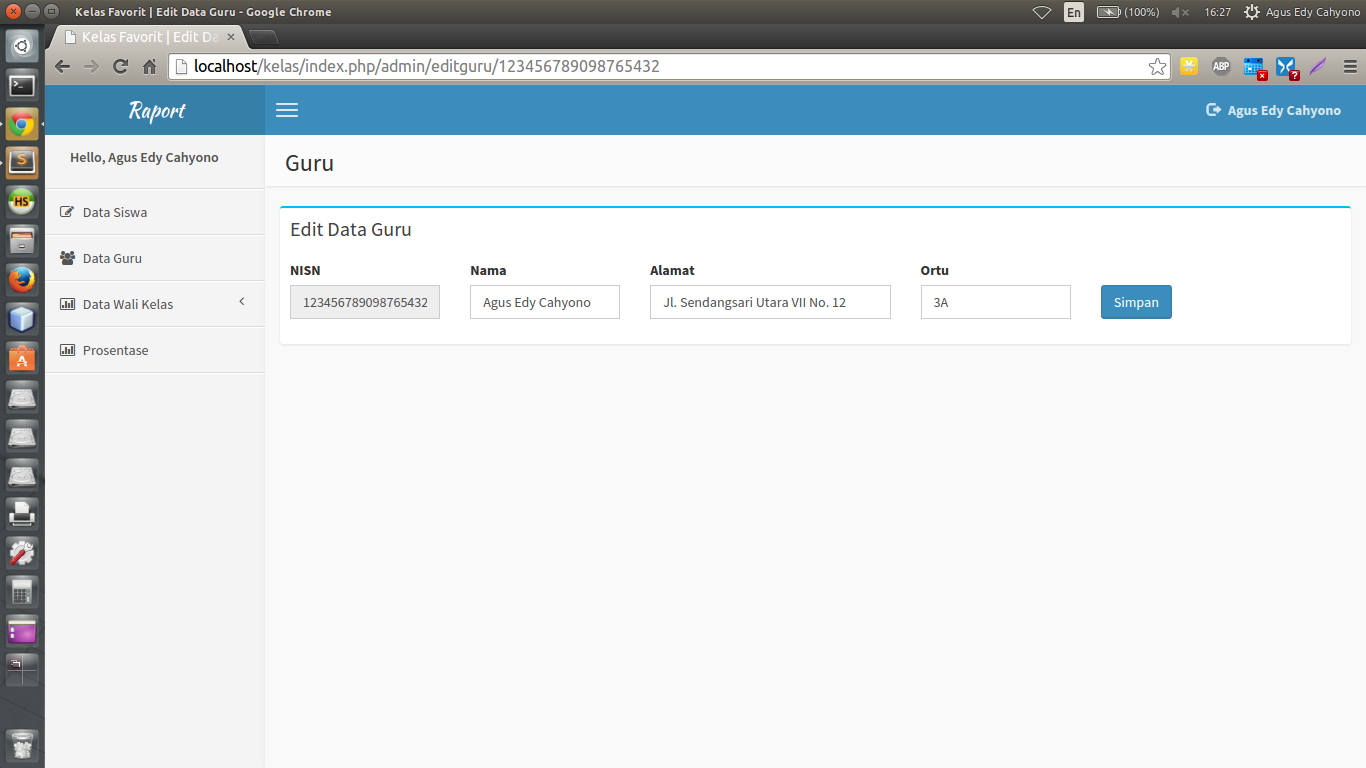 Kelas Favorit | Edit Data Guru - Google Chrome
En
(100%)
16:27
Agus Edy Cahyono
Kelas Favorit | Edit Da
localhost/kelas/index.php/admin/editguru/123456789098765432
ABP
?
Raport
Agus Edy Cahyono
Hello, Agus Edy Cahyono
Guru
Data Siswa
Data Guru
Data Wali Kelas
Prosentase
Edit Data Guru
NISN
Nama
Alamat
Ortu
123456789098765432
Agus Edy Cahyono
Jl. Sendangsari Utara VII No. 12
3A
Simpan
>_
S
HS
A